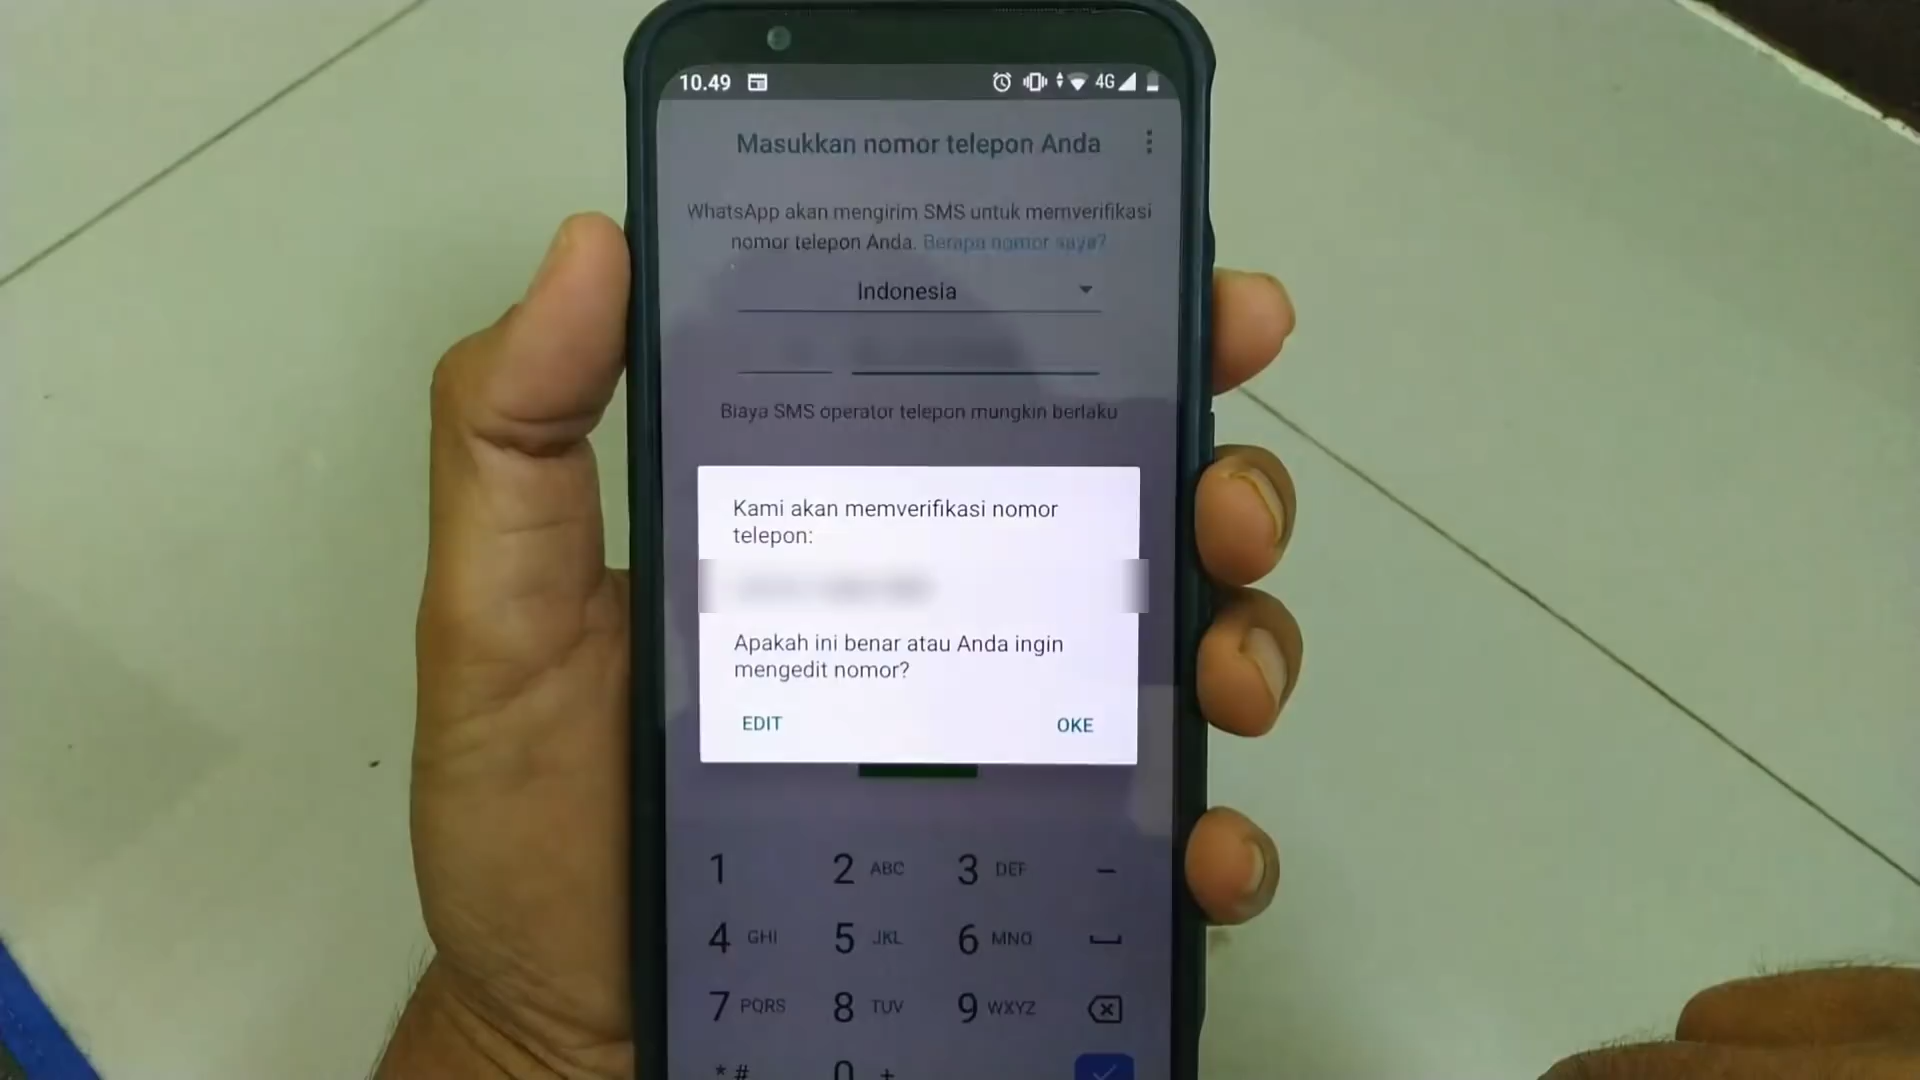 10.49 4G
Masukkan nomor telepon Anda
WhatsApp akan mengirim SMS untuk memverifikasi
nomor telepon Anda. Berapa nomor saya?
Indonesia
Biaya SMS operator telepon mungkin berlaku
Kami akan memverifikasi nomor
telepon:
Apakah ini benar atau Anda ingin
mengedit nomor?
EDIT OKE
1 2 ABC 3 DEF –
4 GHI 5 JKL 6 MNO
7 PQRS 8 TUV 9 WXYZ
* # 0 +